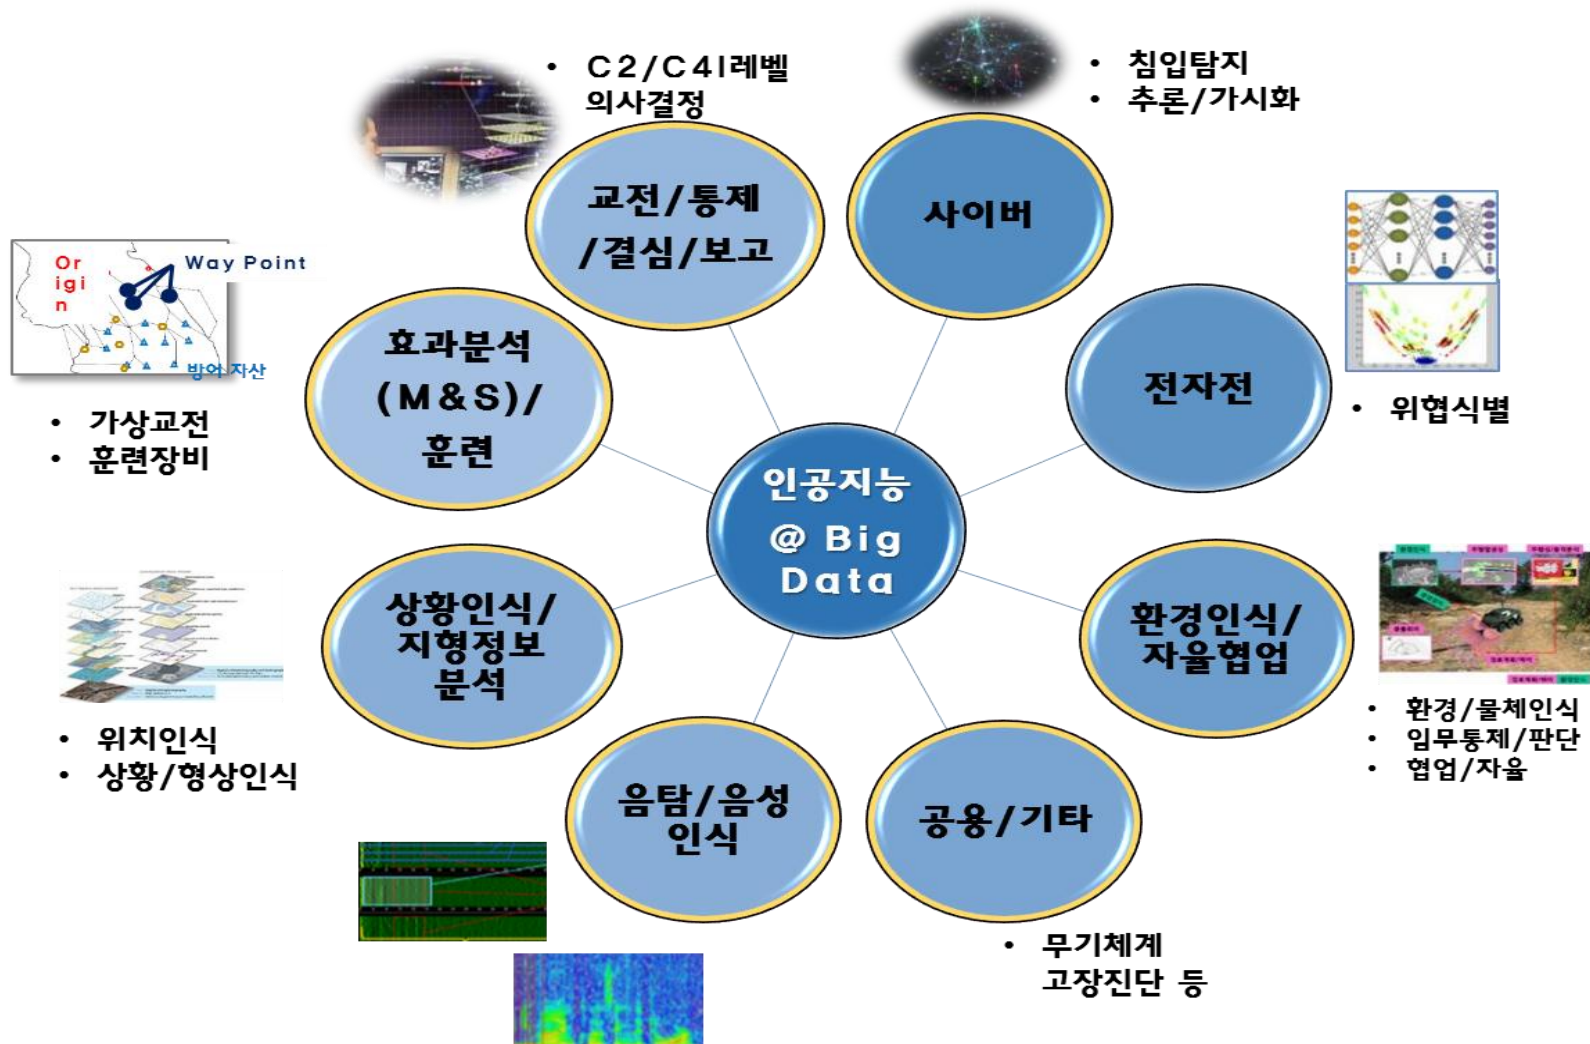 • C2/C4I레벨
의사결정
• 침입탐지
• 추론/가시화
교전/통제
/결심/보고
사이버
Or
igi
n
Way Point
방어 자산
• 가상교전
• 훈련장비
효과분석
(M&S)/
훈련
전자전
• 위협식별
인공지능
@ Big
Data
상황인식/
지형정보
분석
환경인식/
자율협업
• 위치인식
• 상황/형상인식
• 환경/물체인식
• 임무통제/판단
• 협업/자율
음탐/음성
인식
공용/기타
• 무기체계
고장진단 등